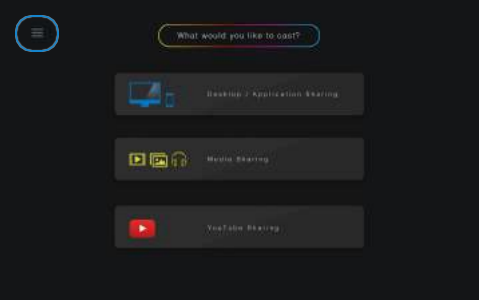 What would you like to cast?
Desktop / Application Sharing
Media Sharing
YouTube Sharing